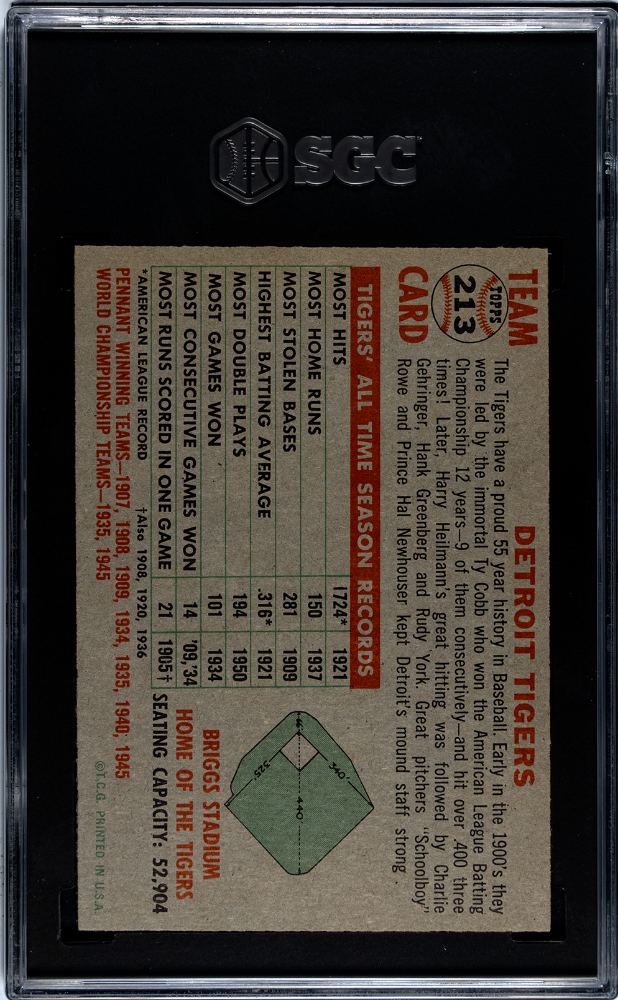 SGC
TEAM
TOPPS
213
CARD
DETROIT TIGERS
The Tigers have a proud 55 year history in Baseball. Early in the 1900's they
were led by the immortal Ty Cobb who won the American League Batting
Championship 12 years—9 of them consecutively—and hit over .400 three
times! Later, Harry Heilmann's great hitting was followed by Charlie
Gehringer, Hank Greenberg and Rudy York. Great pitchers "Schoolboy"
Rowe and Prince Hal Newhouser kept Detroit's mound staff strong.
TIGERS' ALL TIME SEASON RECORDS
MOST HITS 1724* 1921
MOST HOME RUNS 150 1937
MOST STOLEN BASES 281 1909
HIGHEST BATTING AVERAGE .316* 1921
MOST DOUBLE PLAYS 194 1950
MOST GAMES WON 101 1934
MOST CONSECUTIVE GAMES WON 14 '09,'34
MOST RUNS SCORED IN ONE GAME 21 1905†
*AMERICAN LEAGUE RECORD †Also 1908, 1920, 1936
PENNANT WINNING TEAMS—1907, 1908, 1909, 1934, 1935, 1940, 1945
WORLD CHAMPIONSHIP TEAMS—1935, 1945
340'
440'
325'
BRIGGS STADIUM
HOME OF THE TIGERS
SEATING CAPACITY: 52,904
©T.C.G. PRINTED IN U.S.A.